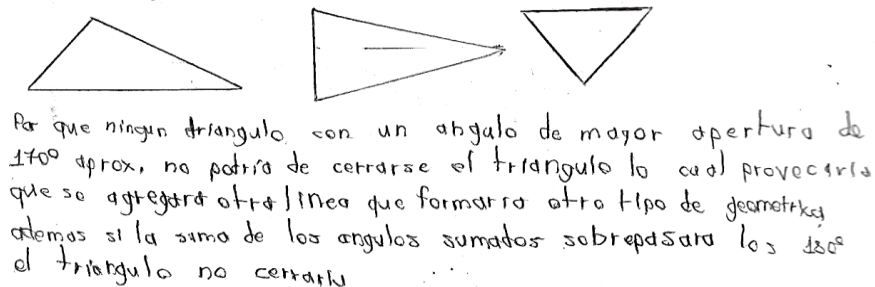 Por que ningun triangulo con un angulo de mayor apertura de
170° aprox, no podria de cerrarse el triangulo lo cual provecaria
que se agregara otra linea que formarra otro tipo de geometrica
ademas si la suma de los angulos sumados sobrepasara los 180°
el triangulo no cerraria